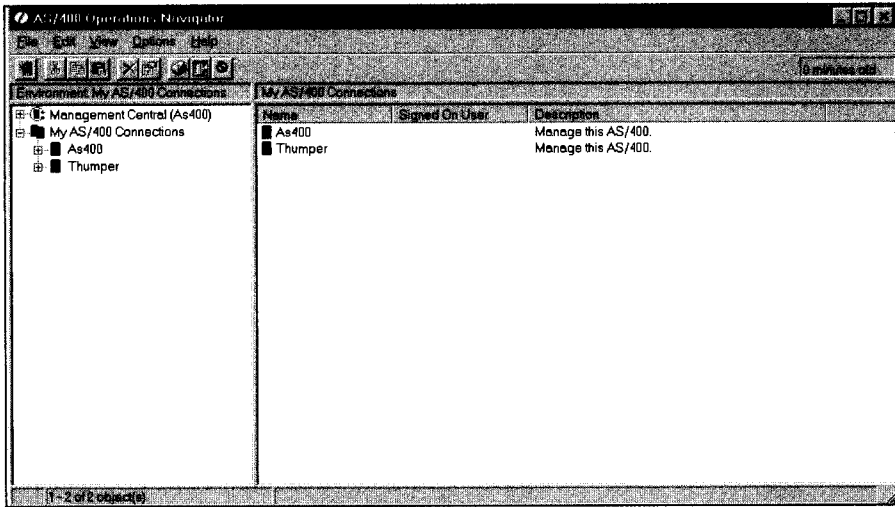 AS/400 Operations Navigator
File Edit View Options Help
0 minutes old
Environment: My AS/400 Connections
My AS/400 Connections
Management Central (As400)
My AS/400 Connections
As400
Thumper
Name Signed On User Description
As400 Manage this AS/400.
Thumper Manage this AS/400.
1 - 2 of 2 object(s)